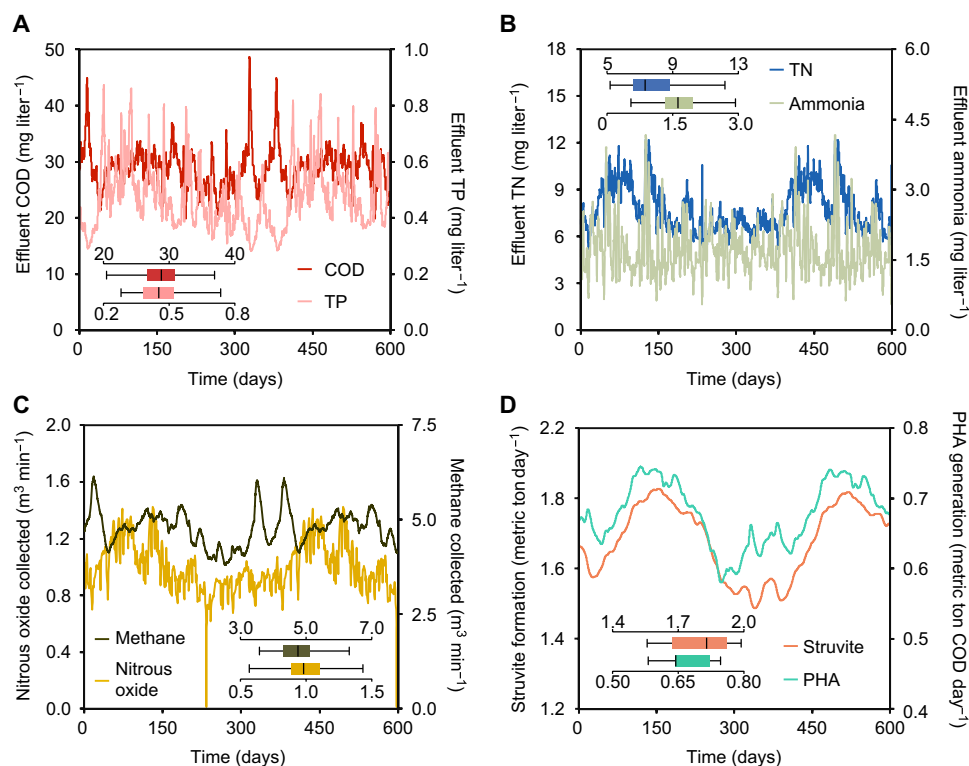 A
Effluent COD (mg liter⁻¹)
50
40
30
20
10
0
1.0
0.8
0.6
0.4
0.2
0.0
Effluent TP (mg liter⁻¹)
20 30 40
0.2 0.5 0.8
COD
TP
0 150 300 450 600
Time (days)
B
Effluent TN (mg liter⁻¹)
18
15
12
9
6
3
0
6.0
4.5
3.0
1.5
0.0
Effluent ammonia (mg liter⁻¹)
5 9 13
0 1.5 3.0
TN
Ammonia
0 150 300 450 600
Time (days)
C
Nitrous oxide collected (m³ min⁻¹)
2.0
1.6
1.2
0.8
0.4
0.0
7.5
5.0
2.5
0.0
Methane collected (m³ min⁻¹)
Methane
Nitrous
oxide
3.0 5.0 7.0
0.5 1.0 1.5
0 150 300 450 600
Time (days)
D
Struvite formation (metric ton day⁻¹)
2.2
2.0
1.8
1.6
1.4
1.2
0.8
0.7
0.6
0.5
0.4
PHA generation (metric ton COD day⁻¹)
1.4 1.7 2.0
0.50 0.65 0.80
Struvite
PHA
0 150 300 450 600
Time (days)